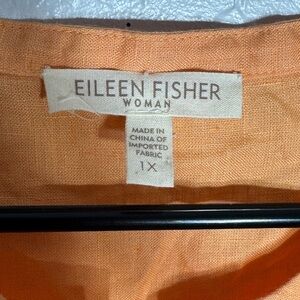 EILEEN FISHER
WOMAN
MADE IN
CHINA OF
IMPORTED
FABRIC
1X